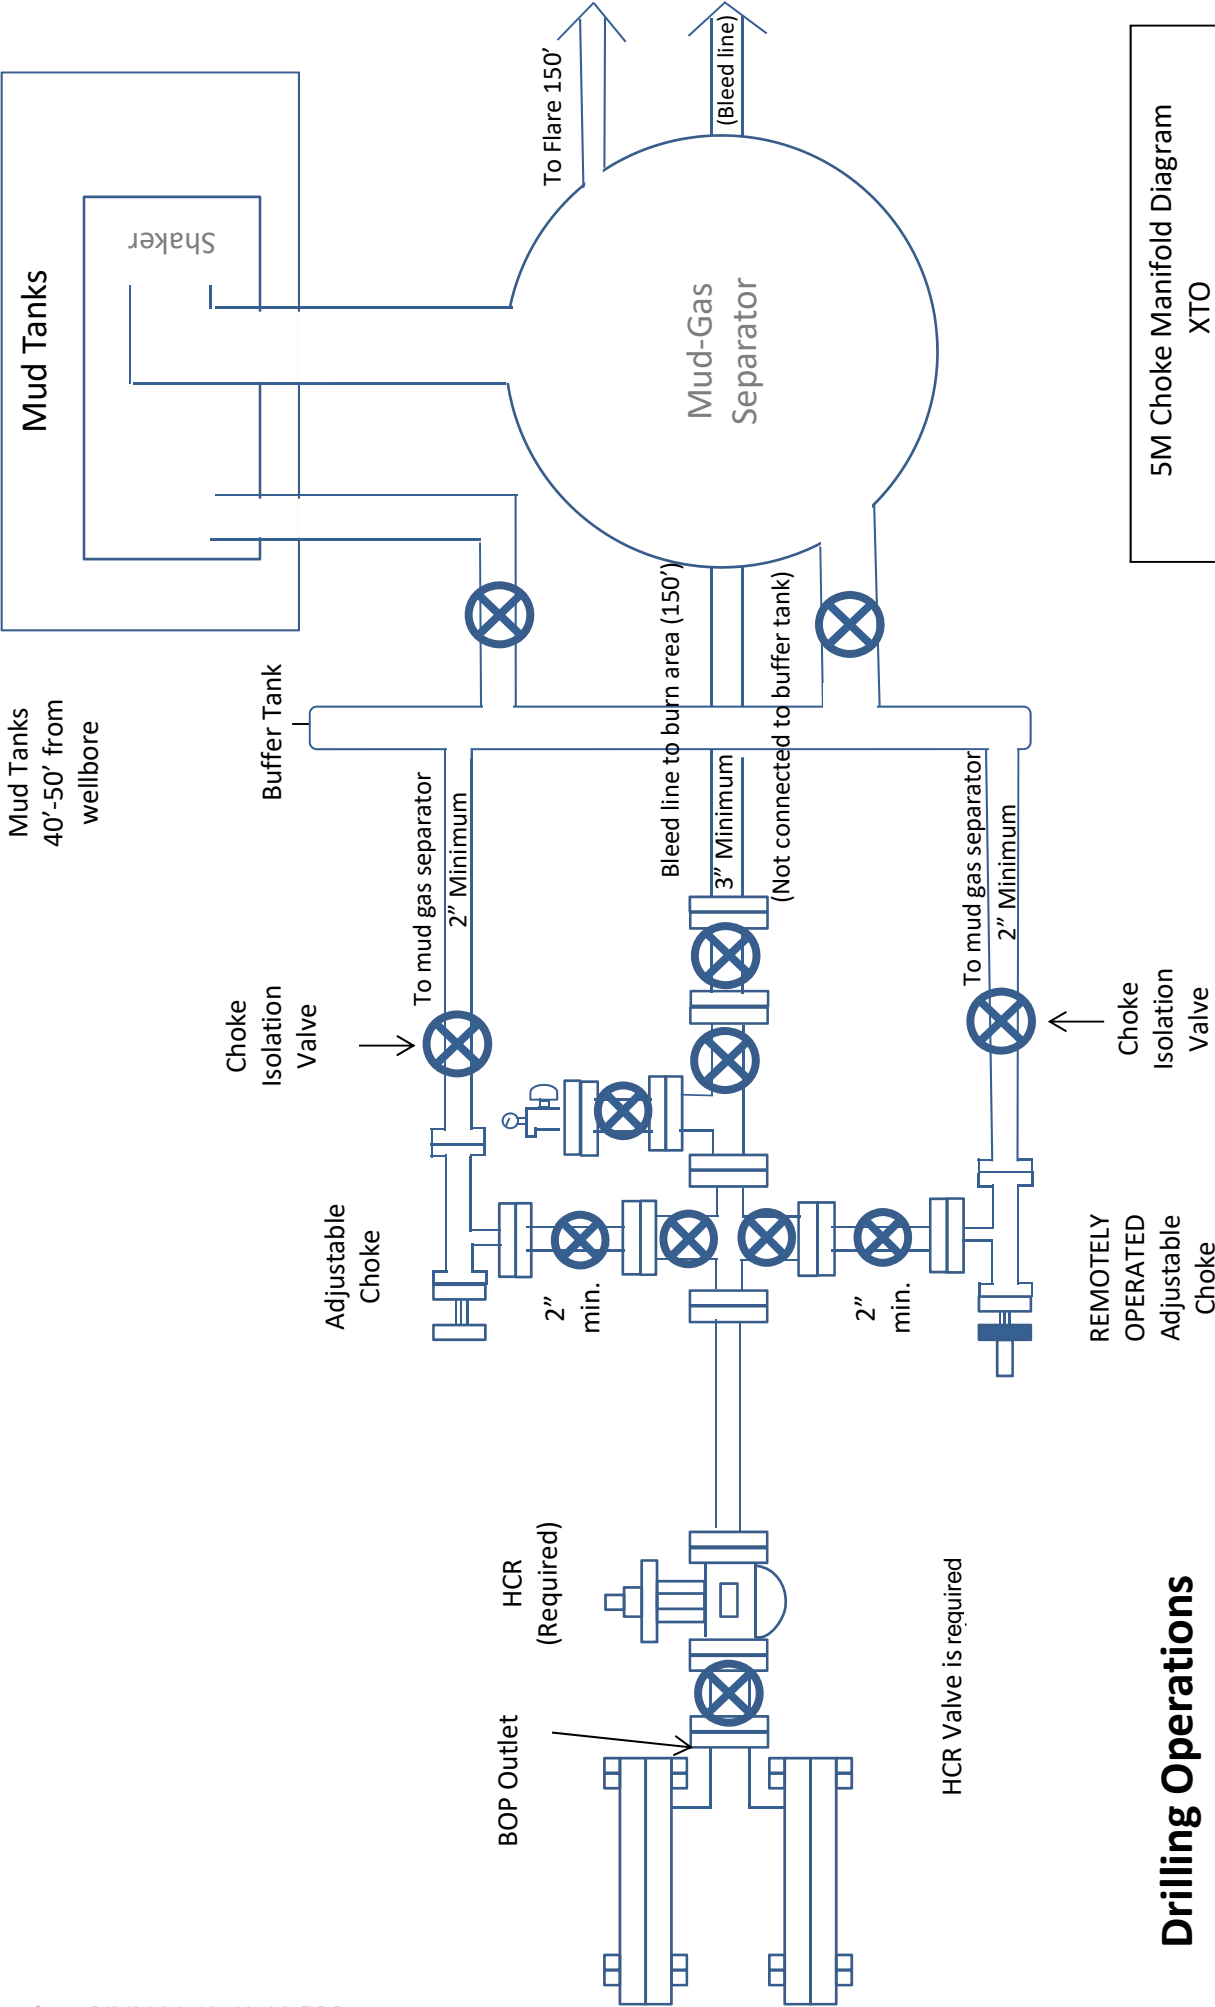 Mud Tanks
40’-50’ from
wellbore
Mud Tanks
Shaker
Buffer Tank
Choke
Isolation
Valve
Adjustable
Choke
To mud gas separator
2” Minimum
To Flare 150’
(Bleed line)
Mud-Gas
Separator
Bleed line to burn area (150’)
3” Minimum
(Not connected to buffer tank)
2”
min.
2”
min.
HCR
(Required)
BOP Outlet
To mud gas separator
2” Minimum
HCR Valve is required
Choke
Isolation
Valve
REMOTELY
OPERATED
Adjustable
Choke
Drilling Operations
5M Choke Manifold Diagram
XTO